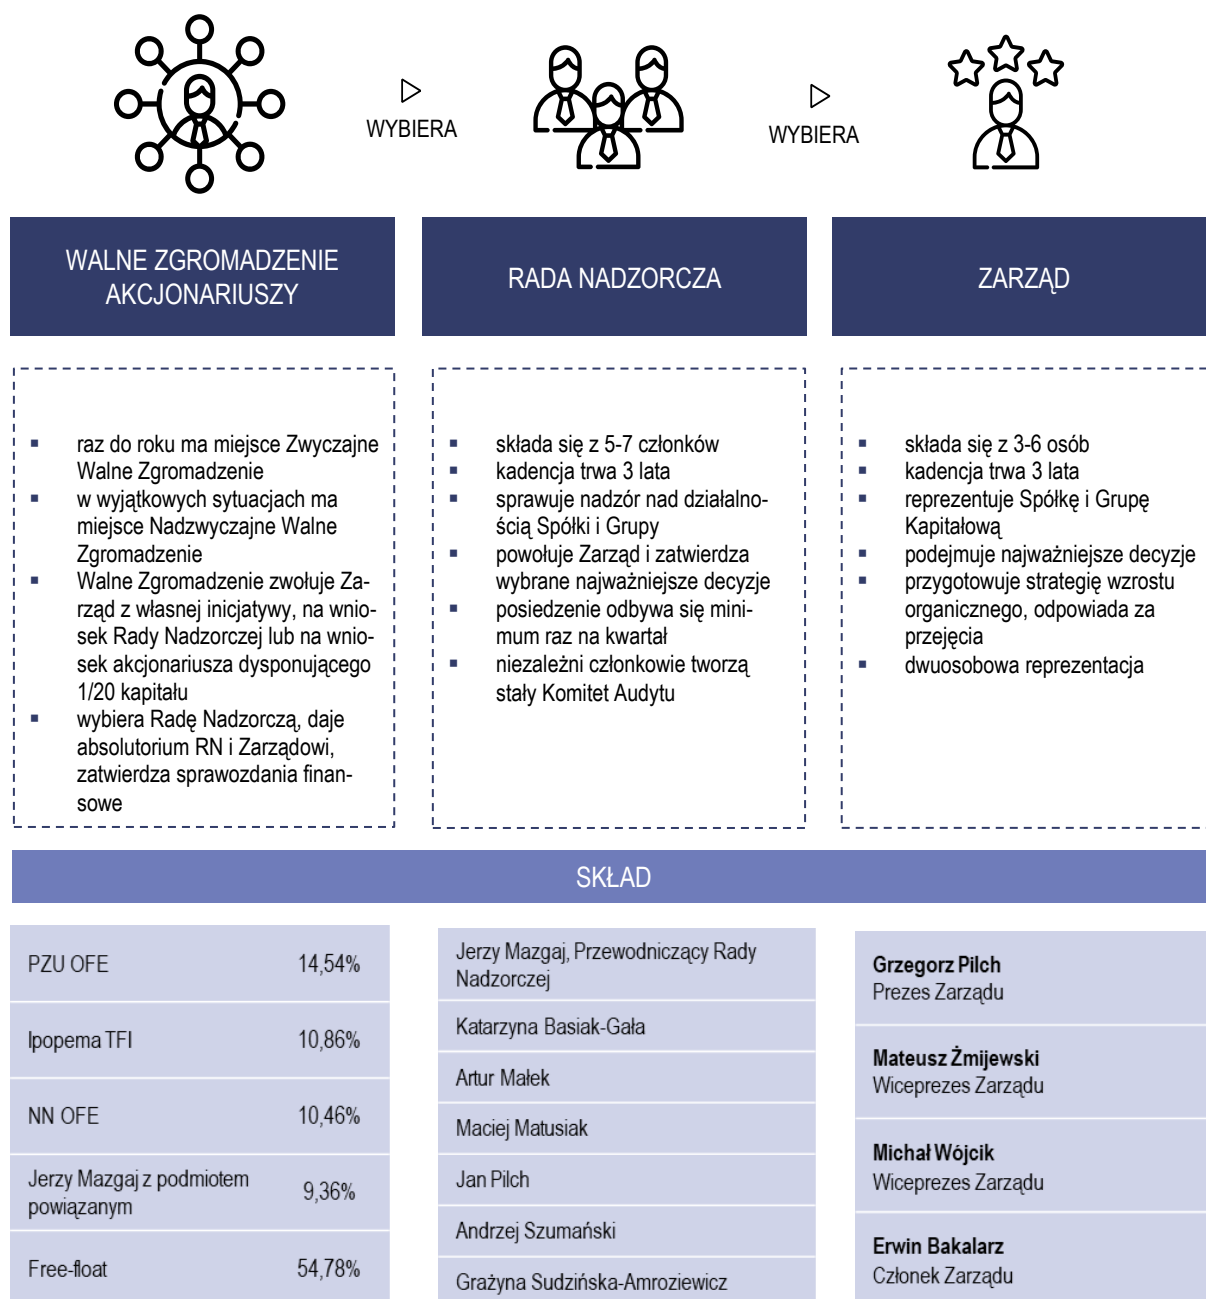 WYBIERA
WYBIERA
WALNE ZGROMADZENIE
AKCJONARIUSZY
RADA NADZORCZA
ZARZĄD
▪ raz do roku ma miejsce Zwyczajne
Walne Zgromadzenie
▪ w wyjątkowych sytuacjach ma
miejsce Nadzwyczajne Walne
Zgromadzenie
▪ Walne Zgromadzenie zwołuje Za-
rząd z własnej inicjatywy, na wnio-
sek Rady Nadzorczej lub na wnio-
sek akcjonariusza dysponującego
1/20 kapitału
▪ wybiera Radę Nadzorczą, daje
absolutorium RN i Zarządowi,
zatwierdza sprawozdania finan-
sowe
▪ składa się z 5-7 członków
▪ kadencja trwa 3 lata
▪ sprawuje nadzór nad działalno-
ścią Spółki i Grupy
▪ powołuje Zarząd i zatwierdza
wybrane najważniejsze decyzje
▪ posiedzenie odbywa się mini-
mum raz na kwartał
▪ niezależni członkowie tworzą
stały Komitet Audytu
▪ składa się z 3-6 osób
▪ kadencja trwa 3 lata
▪ reprezentuje Spółkę i Grupę
Kapitałową
▪ podejmuje najważniejsze decyzje
▪ przygotowuje strategię wzrostu
organicznego, odpowiada za
przejęcia
▪ dwuosobowa reprezentacja
SKŁAD
PZU OFE 14,54%
Ipopema TFI 10,86%
NN OFE 10,46%
Jerzy Mazgaj z podmiotem
powiązanym 9,36%
Free-float 54,78%
Jerzy Mazgaj, Przewodniczący Rady
Nadzorczej
Katarzyna Basiak-Gała
Artur Małek
Maciej Matusiak
Jan Pilch
Andrzej Szumański
Grażyna Sudzińska-Amroziewicz
Grzegorz Pilch
Prezes Zarządu
Mateusz Żmijewski
Wiceprezes Zarządu
Michał Wójcik
Wiceprezes Zarządu
Erwin Bakalarz
Członek Zarządu